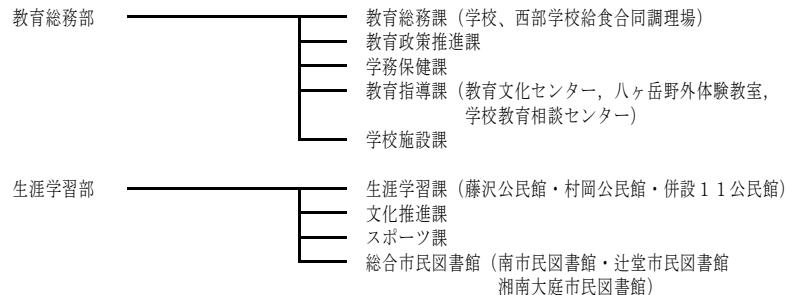 教育総務部 教育総務課（学校、西部学校給食合同調理場）
教育政策推進課
学務保健課
教育指導課（教育文化センター，八ヶ岳野外体験教室，
学校教育相談センター）
学校施設課
生涯学習部 生涯学習課（藤沢公民館・村岡公民館・併設１１公民館）
文化推進課
スポーツ課
総合市民図書館（南市民図書館・辻堂市民図書館
湘南大庭市民図書館）